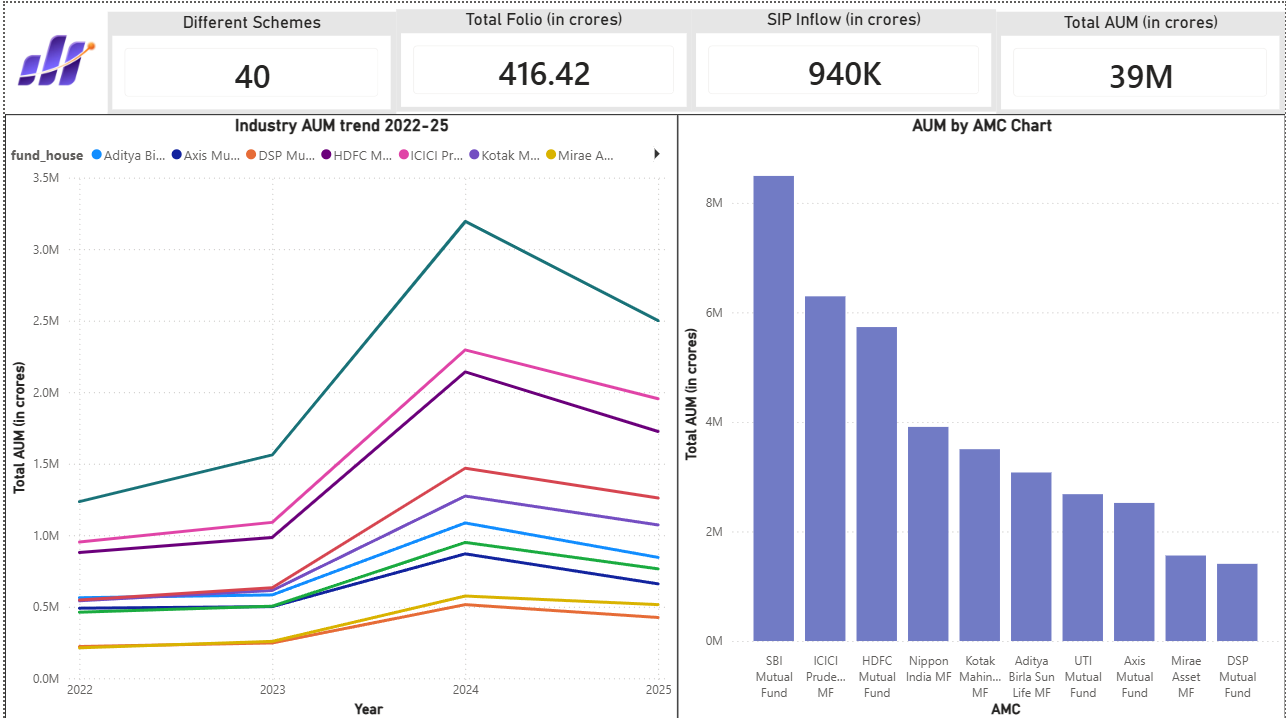 Different Schemes
40
Total Folio (in crores)
416.42
SIP Inflow (in crores)
940K
Total AUM (in crores)
39M
Industry AUM trend 2022-25
fund_house Aditya Bi... Axis Mu... DSP Mu... HDFC M... ICICI Pr... Kotak M... Mirae A...
Total AUM (in crores)
3.5M
3.0M
2.5M
2.0M
1.5M
1.0M
0.5M
0.0M
2022 2023 2024 2025
Year
AUM by AMC Chart
Total AUM (in crores)
8M
6M
4M
2M
0M
SBI
Mutual
Fund
ICICI
Prude...
MF
HDFC
Mutual
Fund
Nippon
India MF
Kotak
Mahin...
MF
Aditya
Birla Sun
Life MF
UTI
Mutual
Fund
Axis
Mutual
Fund
Mirae
Asset
MF
DSP
Mutual
Fund
AMC